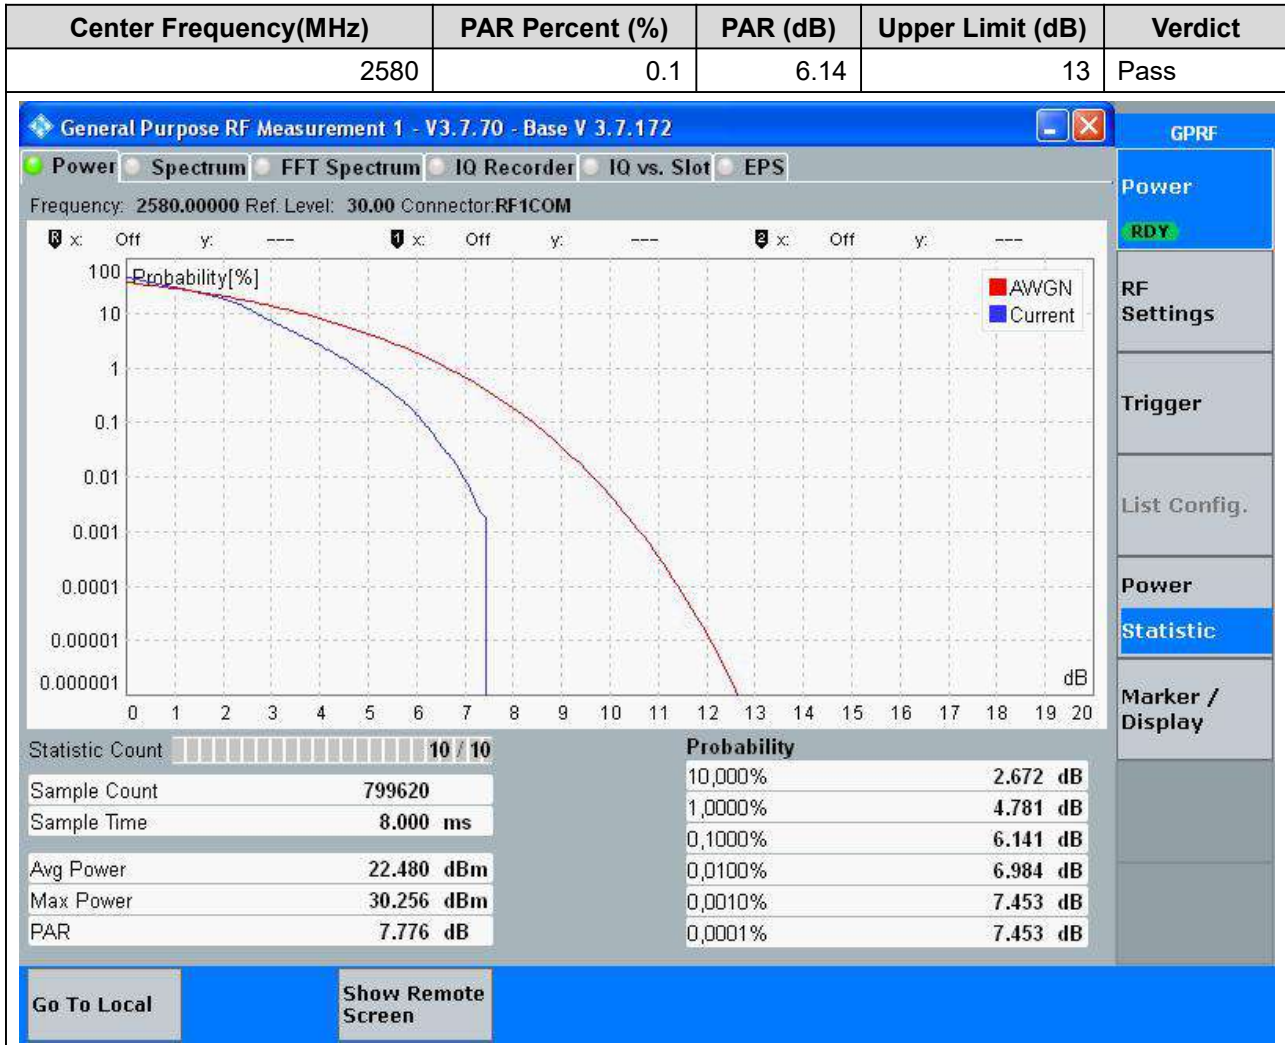 Center Frequency(MHz) PAR Percent (%) PAR (dB) Upper Limit (dB) Verdict
2580 0.1 6.14 13 Pass
General Purpose RF Measurement 1 - V3.7.70 - Base V 3.7.172
GPRF
Power Spectrum FFT Spectrum IQ Recorder IQ vs. Slot EPS
Power
RDY
Frequency: 2580.00000 Ref. Level: 30.00 Connector:RF1COM
R x: Off y: --- 1 x: Off y: --- 2 x: Off y: ---
Probability[%]
AWGN
Current
100
10
1
0.1
0.01
0.001
0.0001
0.00001
0.000001
dB
0 1 2 3 4 5 6 7 8 9 10 11 12 13 14 15 16 17 18 19 20
RF
Settings
Trigger
List Config.
Power
Statistic
Marker /
Display
Statistic Count 10 / 10
Sample Count 799620
Sample Time 8.000 ms
Avg Power 22.480 dBm
Max Power 30.256 dBm
PAR 7.776 dB
Probability
10,000% 2.672 dB
1,0000% 4.781 dB
0,1000% 6.141 dB
0,0100% 6.984 dB
0,0010% 7.453 dB
0,0001% 7.453 dB
Go To Local
Show Remote
Screen